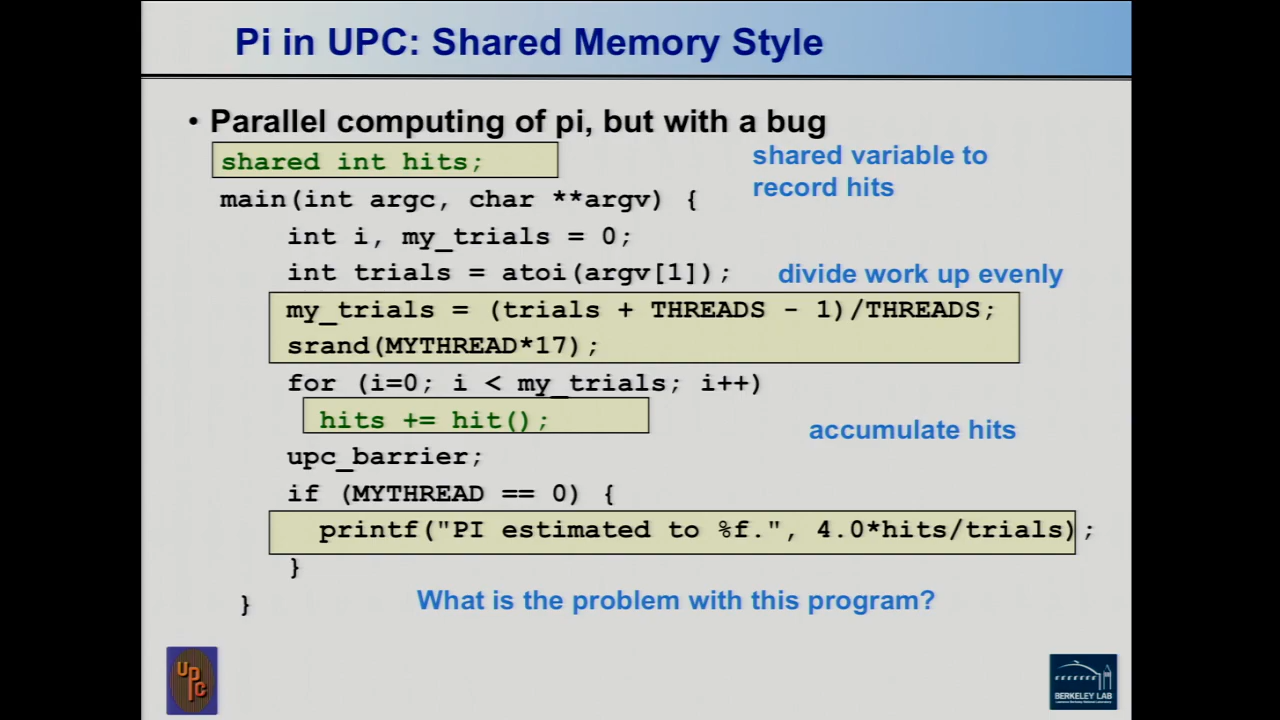 Pi in UPC: Shared Memory Style
• Parallel computing of pi, but with a bug
shared int hits;
shared variable to
record hits
main(int argc, char **argv) {
int i, my_trials = 0;
int trials = atoi(argv[1]);
divide work up evenly
my_trials = (trials + THREADS - 1)/THREADS;
srand(MYTHREAD*17);
for (i=0; i < my_trials; i++)
hits += hit();
accumulate hits
upc_barrier;
if (MYTHREAD == 0) {
printf("PI estimated to %f.", 4.0*hits/trials);
}
}
What is the problem with this program?
UPC
BERKELEY LAB